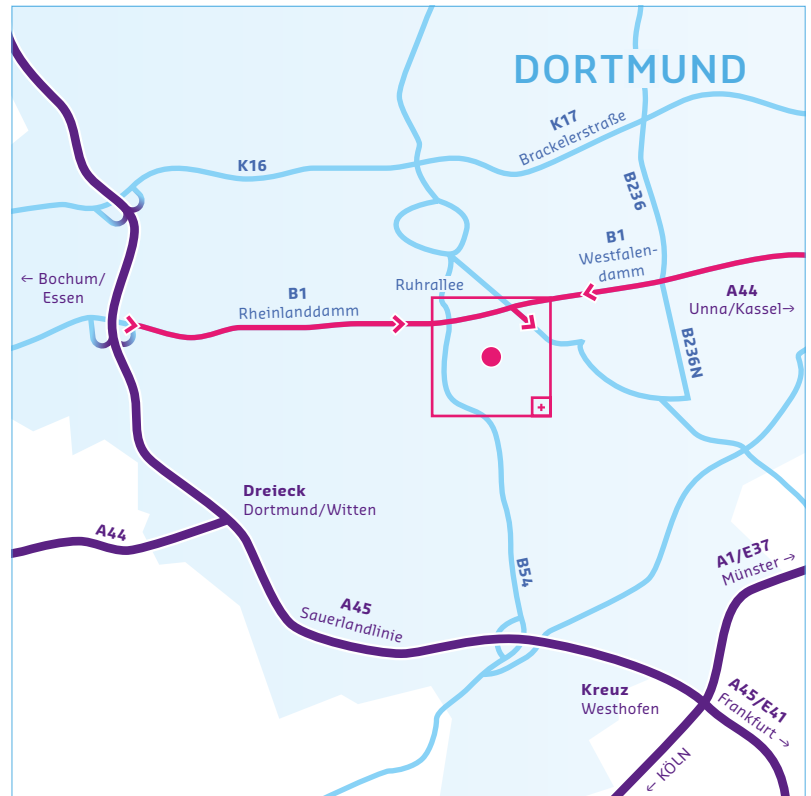 DORTMUND
K17
Brackelerstraße
K16
B236
B1
Westfalen-
damm
← Bochum/
Essen
Ruhrallee
B1
Rheinlanddamm
A44
Unna/Kassel→
B236N
+
Dreieck
Dortmund/Witten
A44
B54
A1/E37
Münster →
A45
Sauerlandlinie
Kreuz
Westhofen
A45/E41
Frankfurt →
← KÖLN